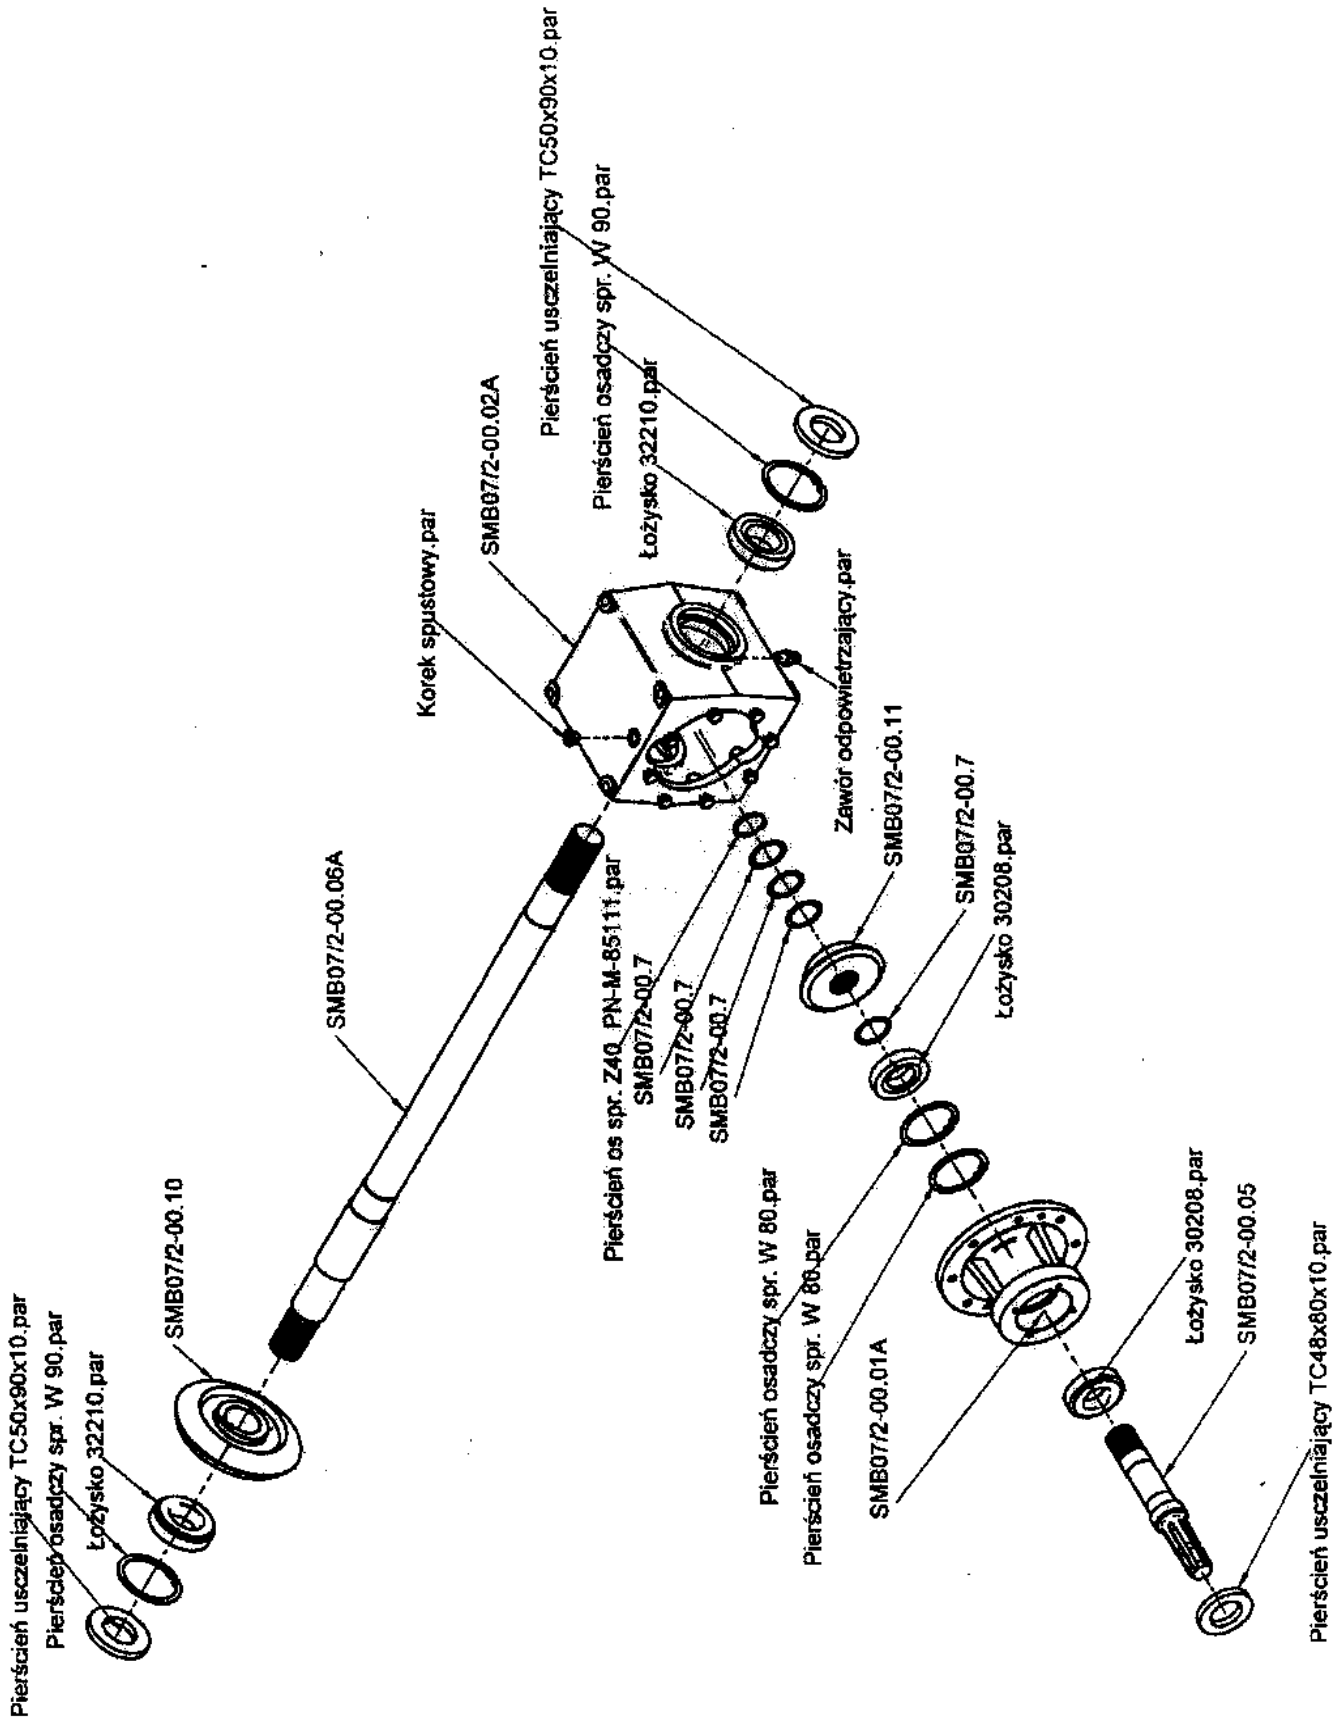 Pierścień usczelniający TC50x90x10.par
Pierścień osadczy spr. W 90.par
Łożysko 32210.par
SMB07/2-00.10
SMB07/2-00.06A
Korek spustowy.par
SMB07/2-00.02A
Pierścień usczelniający TC50x90x10.par
Pierścień osadczy spr. W 90.par
Łożysko 32210.par
Zawór odpowietrzający.par
Pierścień os spr. Z40 PN-M-85111.par
SMB07/2-00.7
SMB07/2-00.7
SMB07/2-00.7
SMB07/2-00.11
SMB07/2-00.7
Łożysko 30208.par
Pierścień osadczy spr. W 80.par
Pierścień osadczy spr. W 80.par
SMB07/2-00.01A
Łożysko 30208.par
SMB07/2-00.05
Pierścień usczelniający TC48x80x10.par